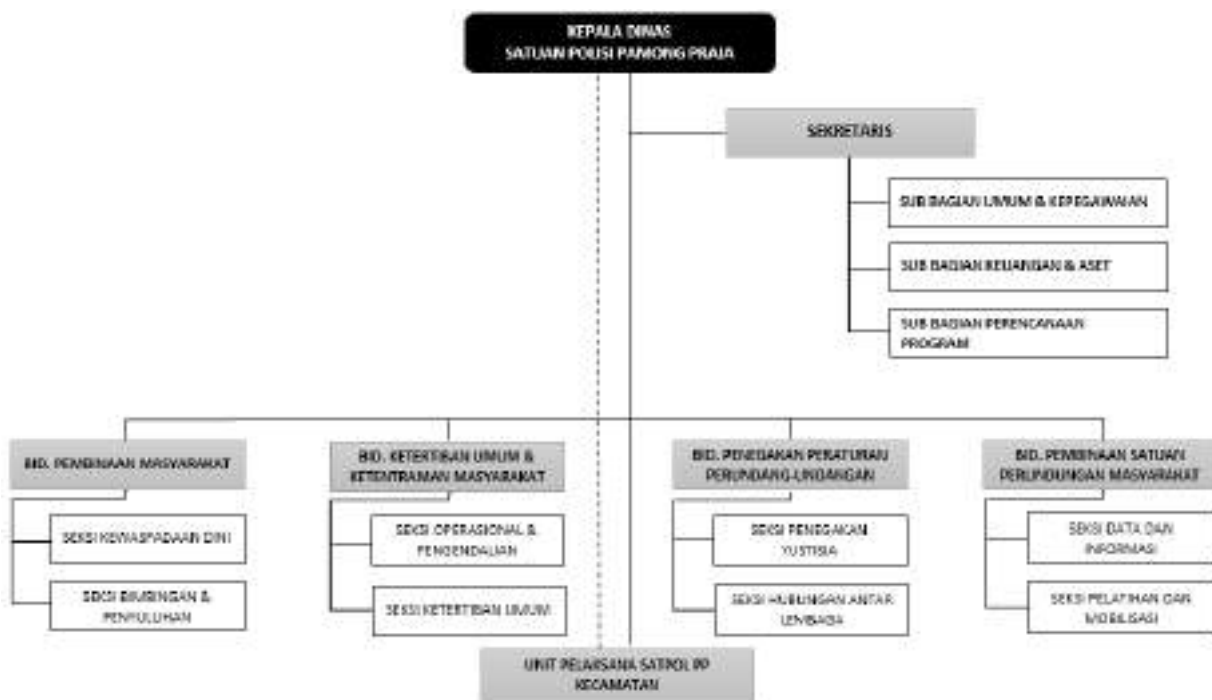 KEPALA DINAS
SATUAN POLISI PAMONG PRAJA
SEKRETARIS
SUB BAGIAN UMUM & KEPEGAWAIAN
SUB BAGIAN KEUANGAN & ASET
SUB BAGIAN PERENCANAAN
PROGRAM
BID. PEMBINAAN MASYARAKAT
BID. KETERTIBAN UMUM &
KETENTRAMAN MASYARAKAT
BID. PENEGAKAN PERATURAN
PERUNDANG-UNDANGAN
BID. PEMBINAAN SATUAN
PERLINDUNGAN MASYARAKAT
SEKSI KEWASPADAAN DINI
SEKSI BIMBINGAN &
PENYULUHAN
SEKSI OPERASIONAL &
PENGENDALIAN
SEKSI KETERTIBAN UMUM
SEKSI PENEGAKAN
YUSTISIA
SEKSI HUBUNGAN ANTAR
LEMBAGA
SEKSI DATA DAN
INFORMASI
SEKSI PELATIHAN DAN
MOBILISASI
UNIT PELAKSANA SATPOL PP
KECAMATAN